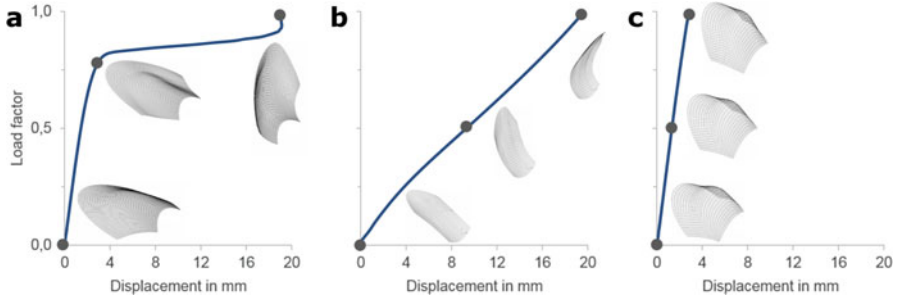 a b c
1,0
0,5
0,0
Load factor
0 4 8 12 16 20
0 4 8 12 16 20
0 4 8 12 16 20
Displacement in mm
Displacement in mm
Displacement in mm